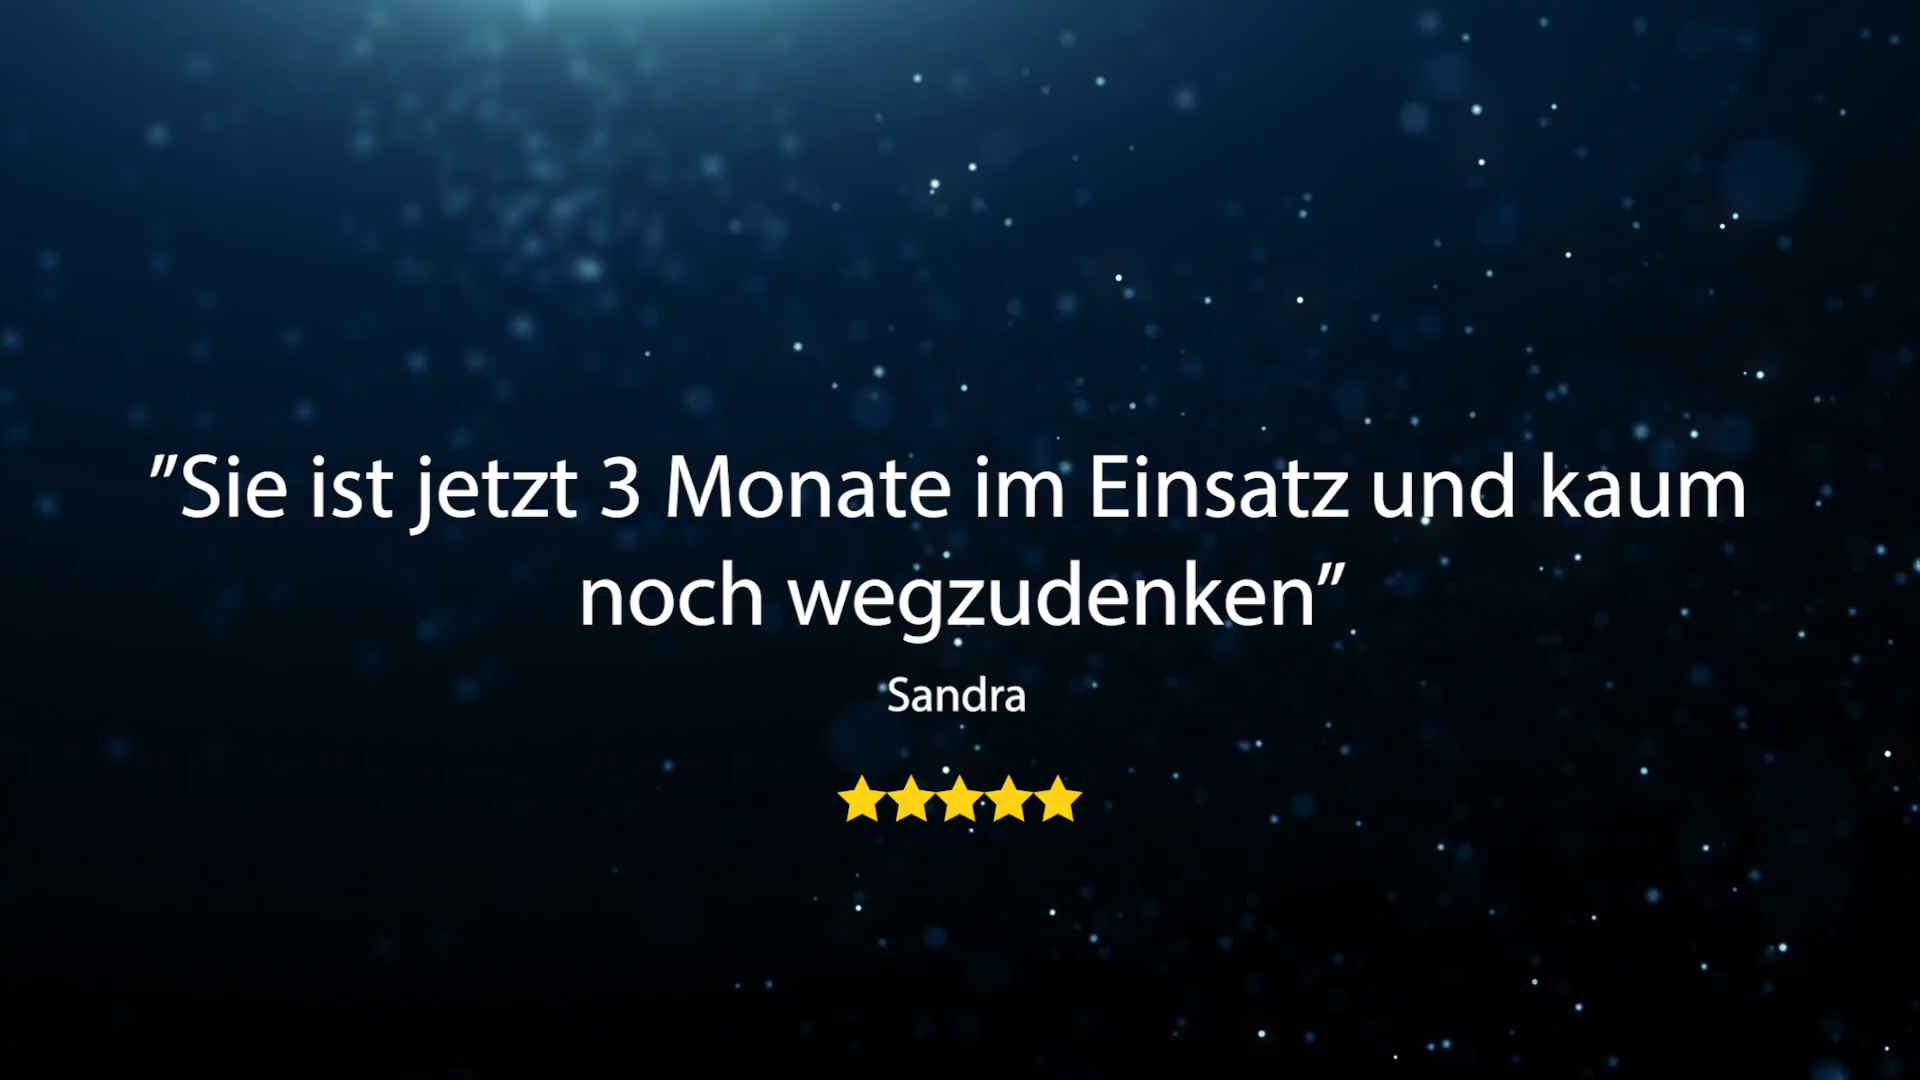 "Sie ist jetzt 3 Monate im Einsatz und kaum
noch wegzudenken"
Sandra